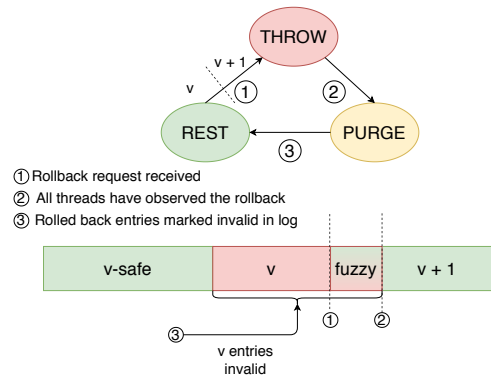 THROW
v + 1
v
①
②
REST
PURGE
③
① Rollback request received
② All threads have observed the rollback
③ Rolled back entries marked invalid in log
v-safe
v
fuzzy
v + 1
①
②
③
v entries
invalid